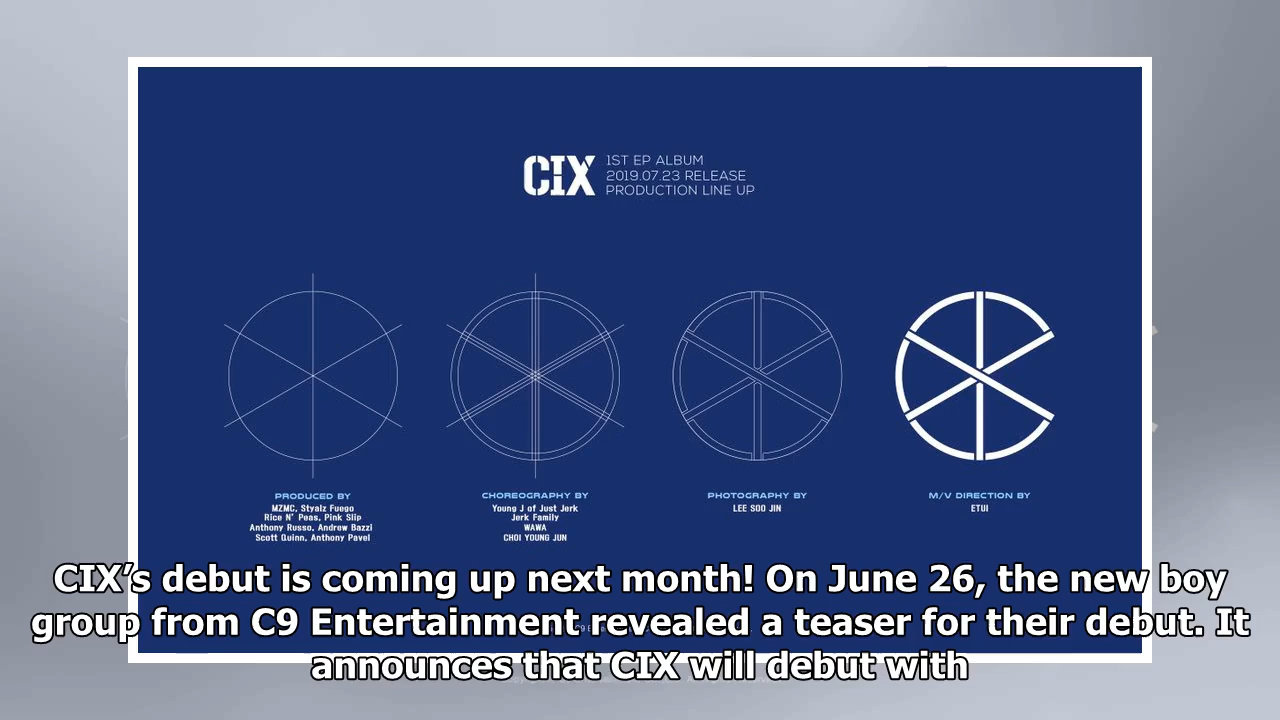 CIX
1ST EP ALBUM
2019.07.23 RELEASE
PRODUCTION LINE UP
PRODUCED BY
MZMC, Styalz Fuego
Rice N' Peas, Pink Slip
Anthony Russo, Andrew Bazzi
Scott Quinn, Anthony Pavel
CHOREOGRAPHY BY
Young J of Just Jerk
Jerk Family
WAWA
CHOI YOUNG JUN
PHOTOGRAPHY BY
LEE SOO JIN
M/V DIRECTION BY
ETUI
CIX’s debut is coming up next month! On June 26, the new boy
group from C9 Entertainment revealed a teaser for their debut. It
announces that CIX will debut with